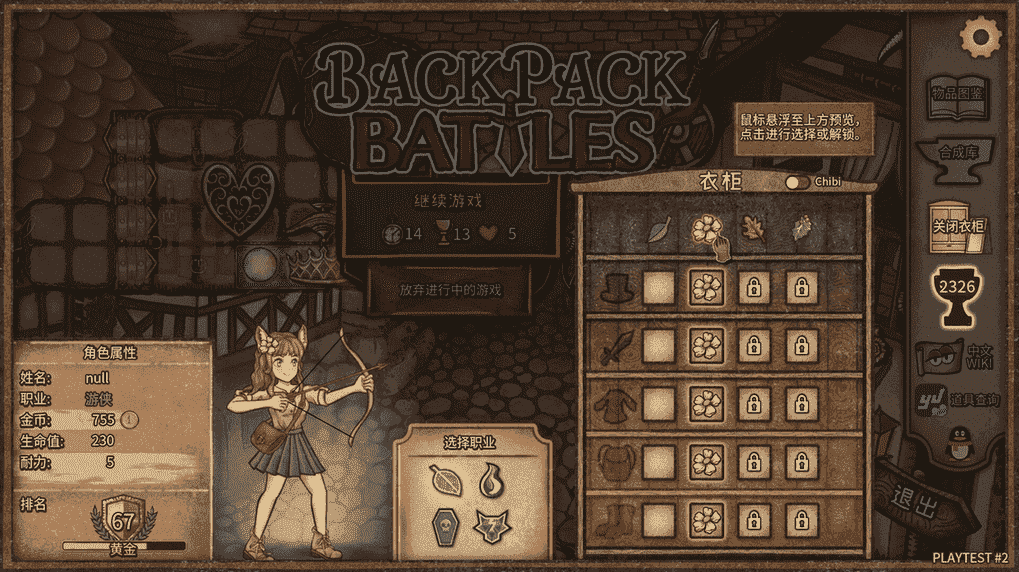 BACKPACK
BATTLES
物品图鉴
鼠标悬浮至上方预览，
点击进行选择或解锁。
合成库
衣柜
Chibi
继续游戏
14 13 5
关闭衣柜
放弃进行中的游戏
2326
角色属性
姓名: null
职业: 游侠
金币: 755
生命值: 230
耐力: 5
中文
WIKI
道具查询
选择职业
排名
67
黄金
退出
PLAYTEST #2